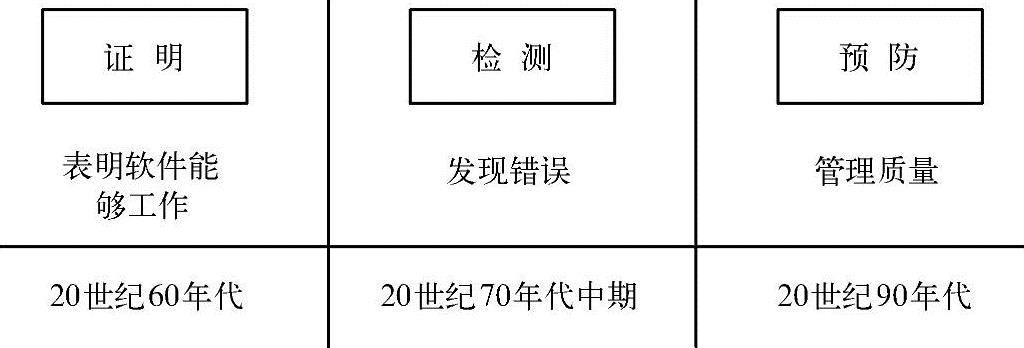 证 明
检 测
预 防
表明软件能
够工作
发现错误
管理质量
20世纪60年代
20世纪70年代中期
20世纪90年代